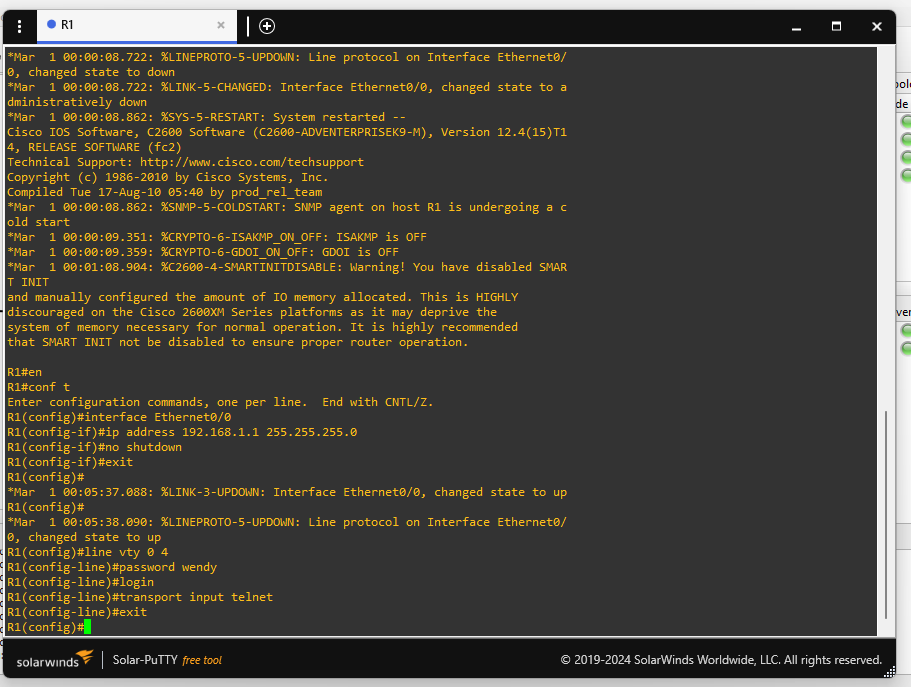 R1
*Mar  1 00:00:08.722: %LINEPROTO-5-UPDOWN: Line protocol on Interface Ethernet0/
0, changed state to down
*Mar  1 00:00:08.722: %LINK-5-CHANGED: Interface Ethernet0/0, changed state to a
dministratively down
*Mar  1 00:00:08.862: %SYS-5-RESTART: System restarted --
Cisco IOS Software, C2600 Software (C2600-ADVENTERPRISEK9-M), Version 12.4(15)T1
4, RELEASE SOFTWARE (fc2)
Technical Support: http://www.cisco.com/techsupport
Copyright (c) 1986-2010 by Cisco Systems, Inc.
Compiled Tue 17-Aug-10 05:40 by prod_rel_team
*Mar  1 00:00:08.862: %SNMP-5-COLDSTART: SNMP agent on host R1 is undergoing a c
old start
*Mar  1 00:00:09.351: %CRYPTO-6-ISAKMP_ON_OFF: ISAKMP is OFF
*Mar  1 00:00:09.359: %CRYPTO-6-GDOI_ON_OFF: GDOI is OFF
*Mar  1 00:01:08.904: %C2600-4-SMARTINITDISABLE: Warning! You have disabled SMAR
T INIT
and manually configured the amount of IO memory allocated. This is HIGHLY
discouraged on the Cisco 2600XM Series platforms as it may deprive the
system of memory necessary for normal operation. It is highly recommended
that SMART INIT not be disabled to ensure proper router operation.
R1#en
R1#conf t
Enter configuration commands, one per line.  End with CNTL/Z.
R1(config)#interface Ethernet0/0
R1(config-if)#ip address 192.168.1.1 255.255.255.0
R1(config-if)#no shutdown
R1(config-if)#exit
R1(config)#
*Mar  1 00:05:37.088: %LINK-3-UPDOWN: Interface Ethernet0/0, changed state to up
R1(config)#
*Mar  1 00:05:38.090: %LINEPROTO-5-UPDOWN: Line protocol on Interface Ethernet0/
0, changed state to up
R1(config)#line vty 0 4
R1(config-line)#password wendy
R1(config-line)#login
R1(config-line)#transport input telnet
R1(config-line)#exit
R1(config)#
solarwinds Solar-PuTTY free tool © 2019-2024 SolarWinds Worldwide, LLC. All rights reserved.